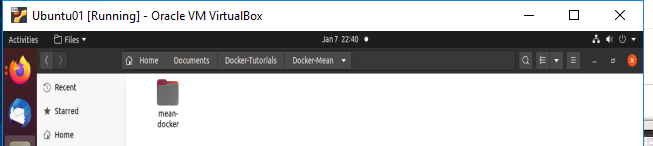 Ubuntu01 [Running] - Oracle VM VirtualBox
Activities Files Jan 7 22:40
Home Documents Docker-Tutorials Docker-Mean
Recent
Starred
Home
mean-
docker